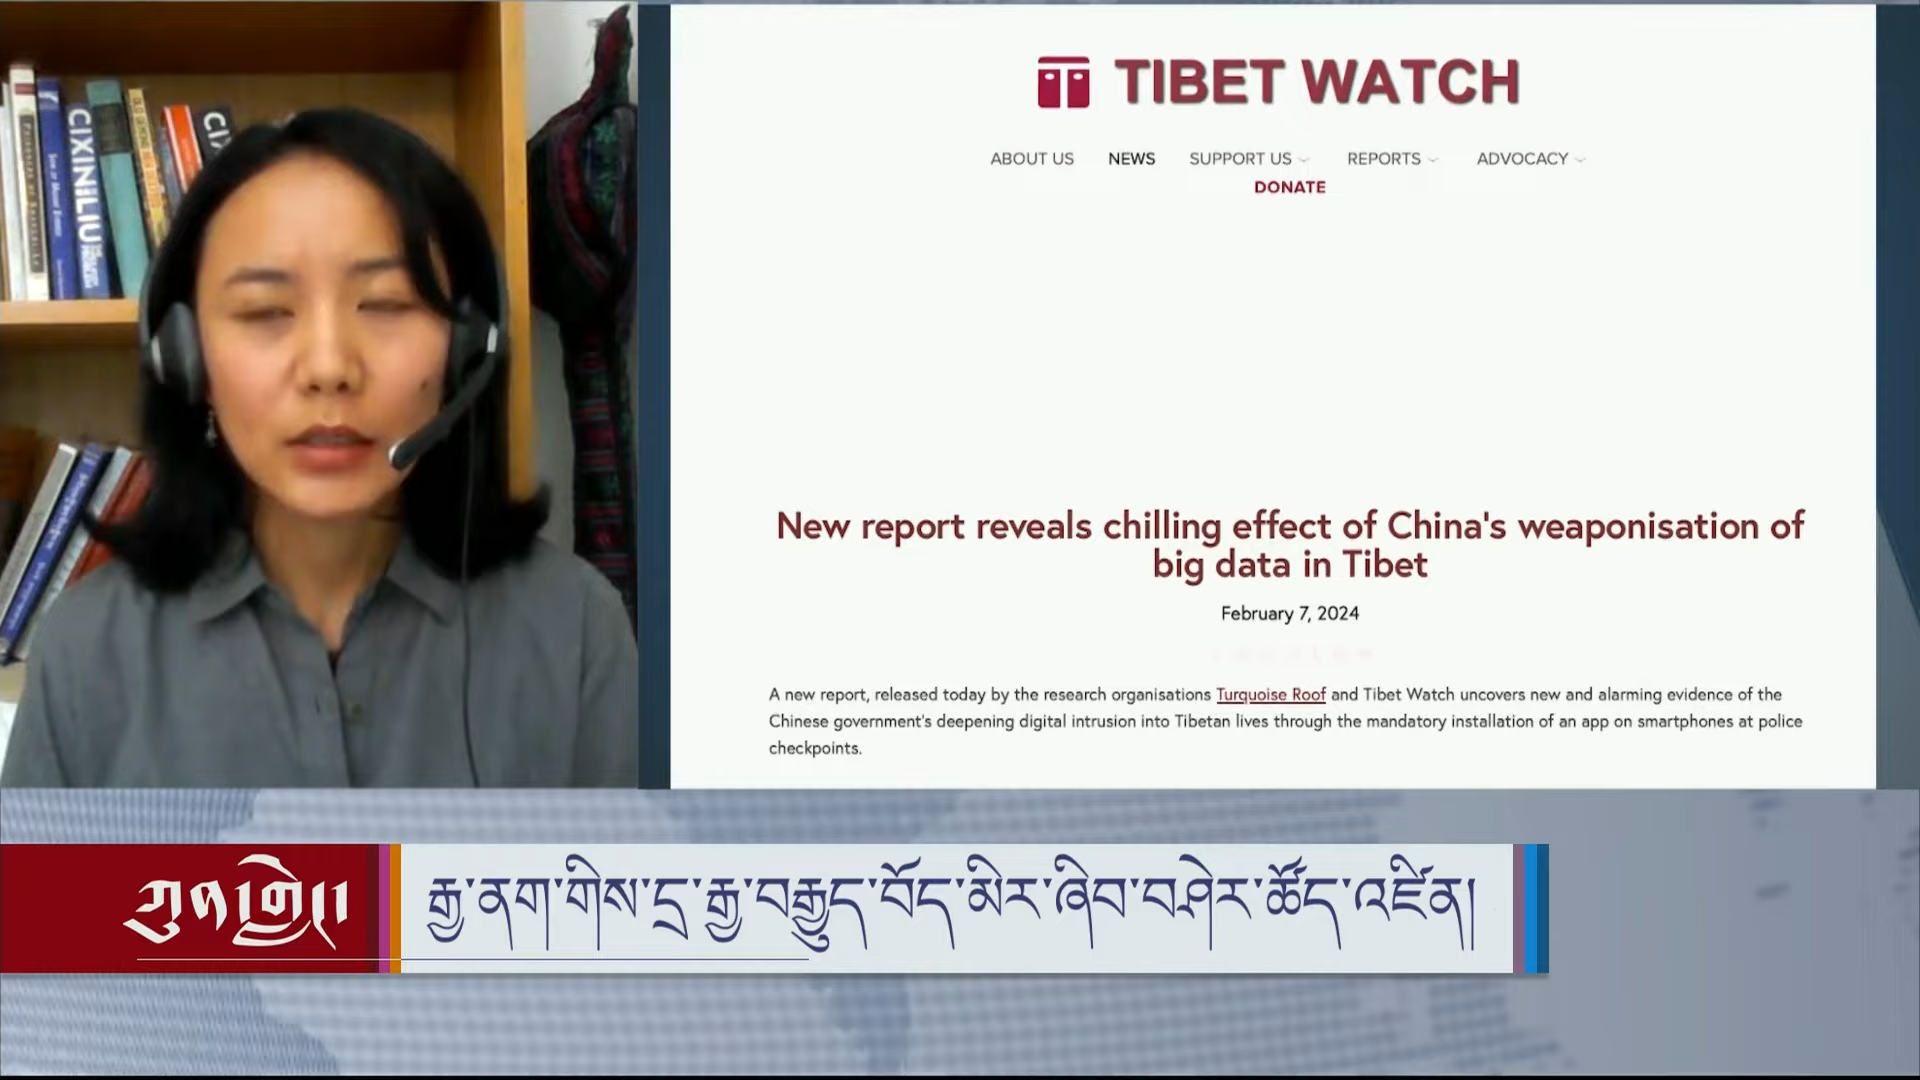 CIXIN LIU
TIBET WATCH
ABOUT US NEWS SUPPORT US REPORTS ADVOCACY
DONATE
New report reveals chilling effect of China's weaponisation of
big data in Tibet
February 7, 2024
A new report, released today by the research organisations Turquoise Roof and Tibet Watch uncovers new and alarming evidence of the
Chinese government's deepening digital intrusion into Tibetan lives through the mandatory installation of an app on smartphones at police
checkpoints.
རྒྱ་ནག་གིས་དྲ་རྒྱ་བརྒྱུད་བོད་མིར་ཞིབ་བཤེར་ཚོད་འཛིན།